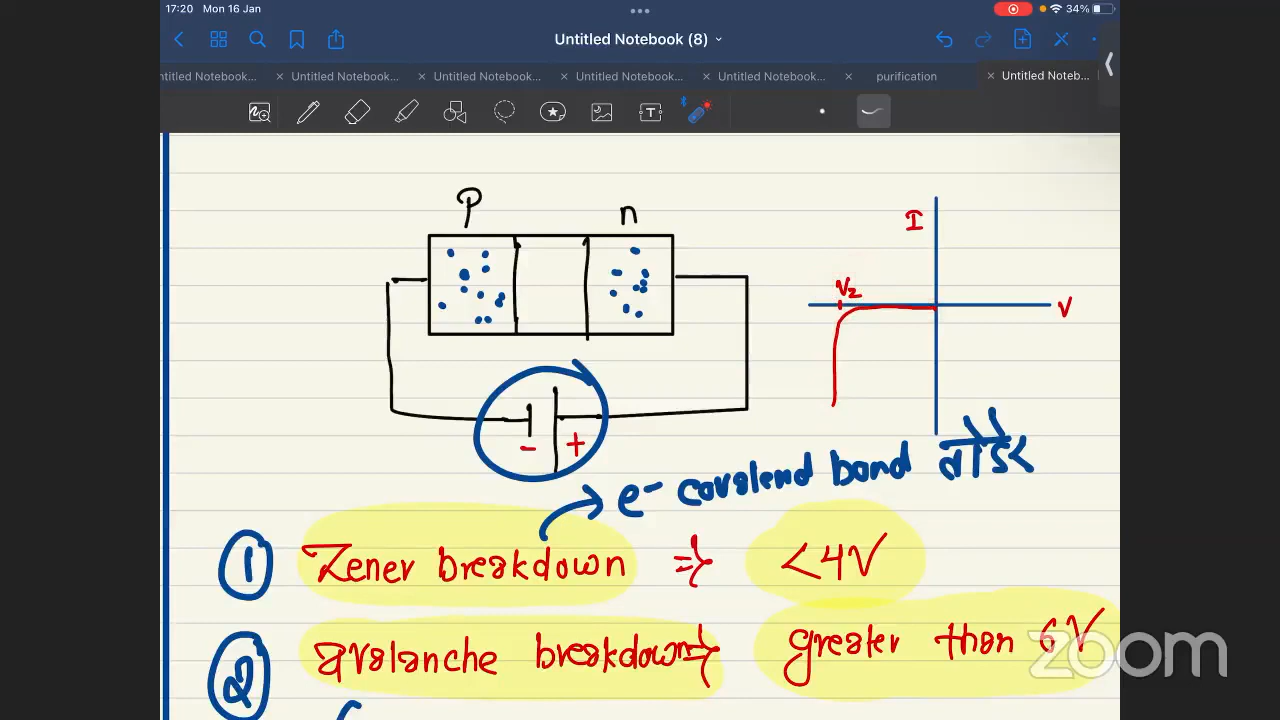 17:20 Mon 16 Jan
34%
Untitled Notebook (8)
ntitled Notebook... Untitled Notebook... Untitled Notebook... Untitled Notebook... Untitled Notebook... purification Untitled Noteb...
T
P n
I
Vz
V
- +
e- covalend bond तोडेर
1 Zener breakdown => <4V
2 avalanche breakdown => greater than 6V
zoom